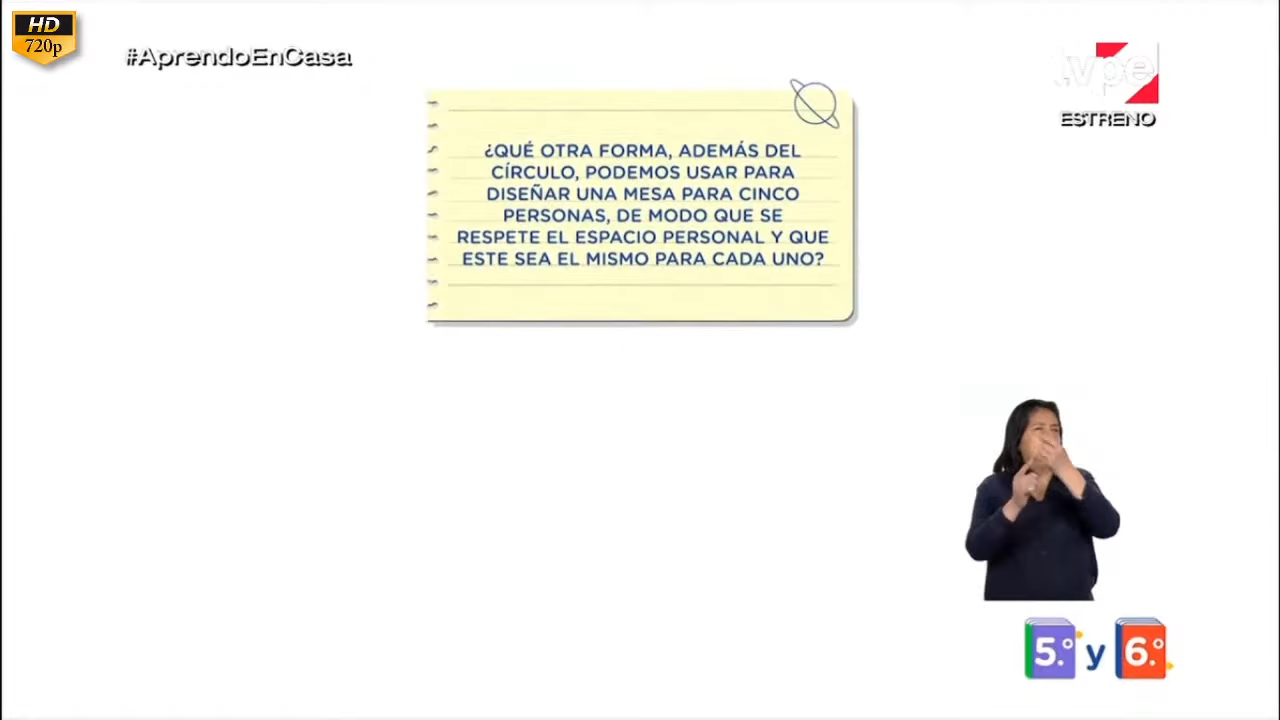 HD
720p
#AprendoEnCasa
tvpe
ESTRENO
¿QUÉ OTRA FORMA, ADEMÁS DEL
CÍRCULO, PODEMOS USAR PARA
DISEÑAR UNA MESA PARA CINCO
PERSONAS, DE MODO QUE SE
RESPETE EL ESPACIO PERSONAL Y QUE
ESTE SEA EL MISMO PARA CADA UNO?
5.° y 6.°